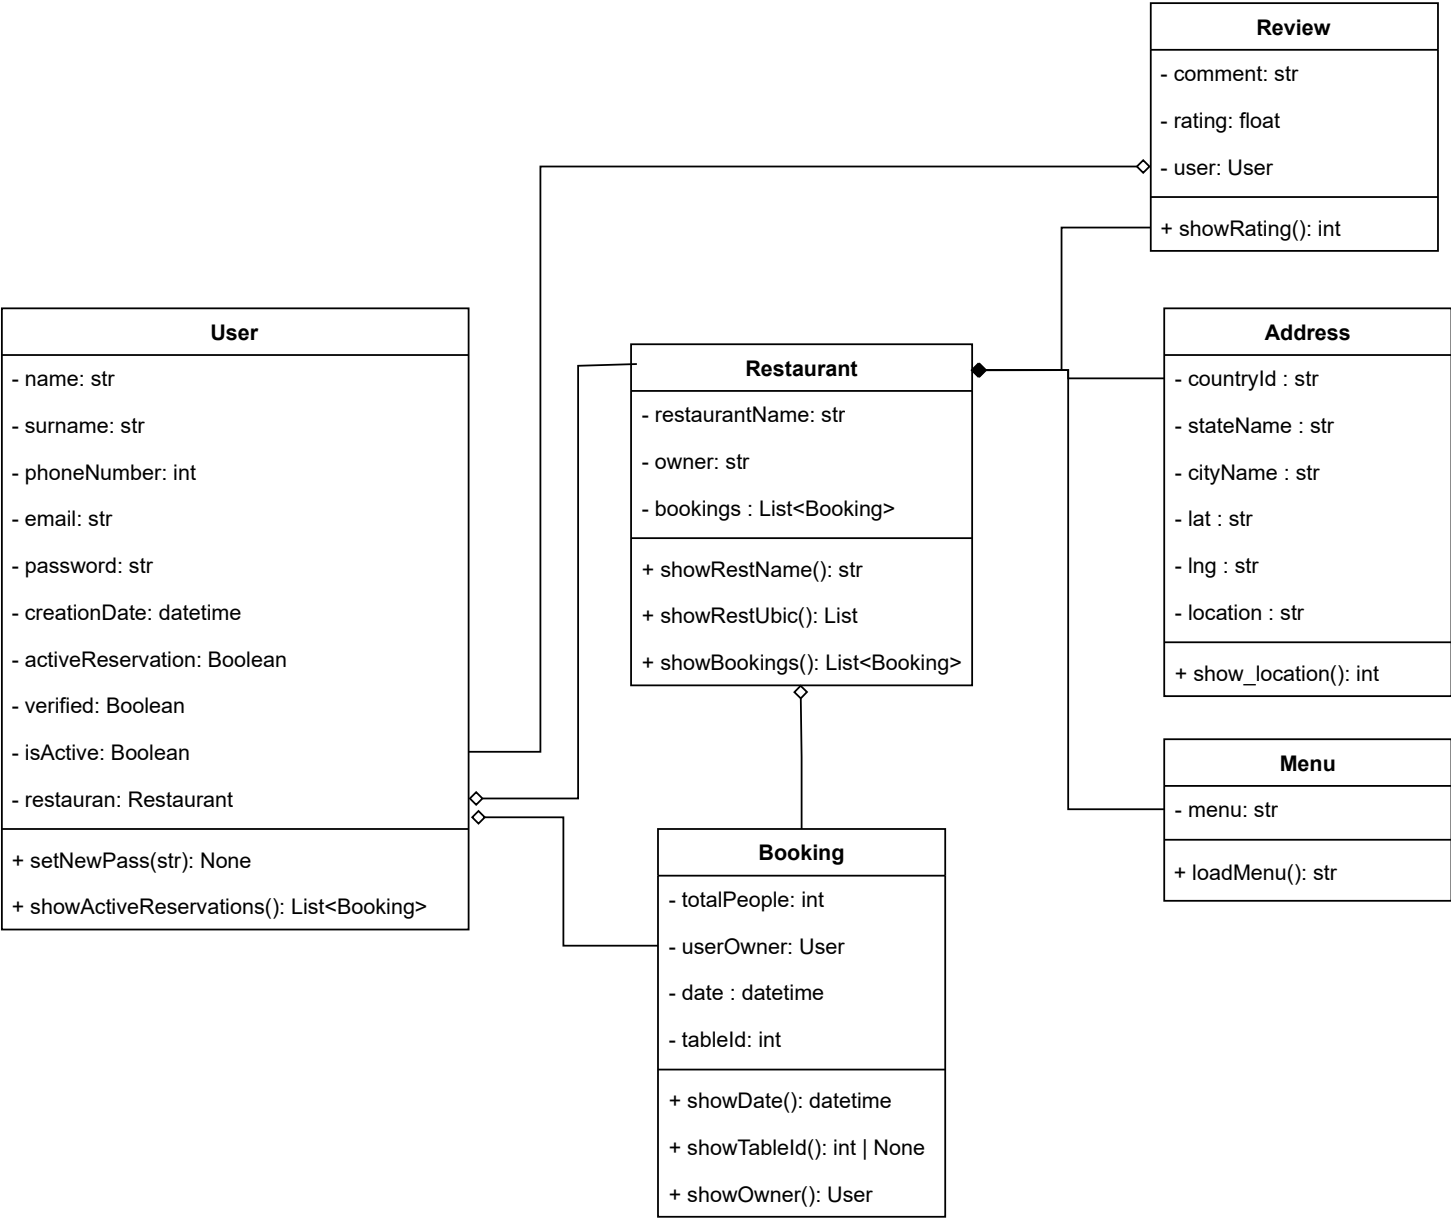 Review
- comment: str
- rating: float
- user: User
+ showRating(): int
User
- name: str
- surname: str
- phoneNumber: int
- email: str
- password: str
- creationDate: datetime
- activeReservation: Boolean
- verified: Boolean
- isActive: Boolean
- restauran: Restaurant
+ setNewPass(str): None
+ showActiveReservations(): List<Booking>
Restaurant
- restaurantName: str
- owner: str
- bookings : List<Booking>
+ showRestName(): str
+ showRestUbic(): List
+ showBookings(): List<Booking>
Address
- countryId : str
- stateName : str
- cityName : str
- lat : str
- lng : str
- location : str
+ show_location(): int
Menu
- menu: str
+ loadMenu(): str
Booking
- totalPeople: int
- userOwner: User
- date : datetime
- tableId: int
+ showDate(): datetime
+ showTableId(): int | None
+ showOwner(): User